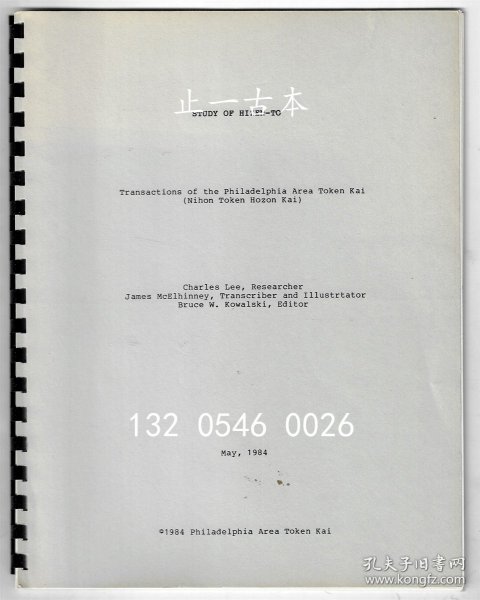 止一古本
STUDY OF
Transactions of the Philadelphia Area Token Kai
(Nihon Token Hozon Kai)
Charles Lee, Researcher
James McElhinney, Transcriber and Illustrtator
Bruce W. Kowalski, Editor
132 0546 0026
May, 1984
©1984 Philadelphia Area Token Kai
孔夫子旧书网
www.kongfz.com